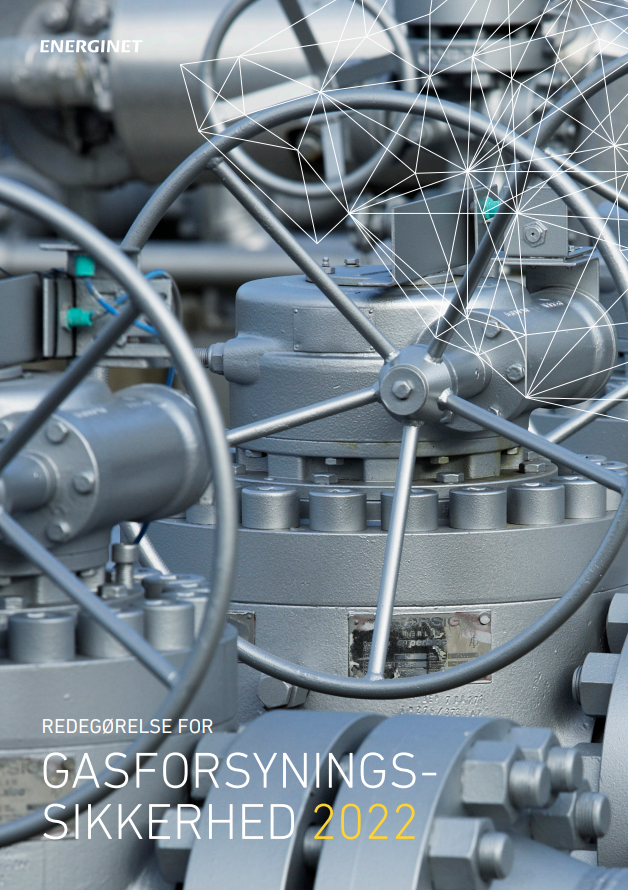 ENERGINET
REDEGØRELSE FOR
GASFORSYNINGS-
SIKKERHED 2022